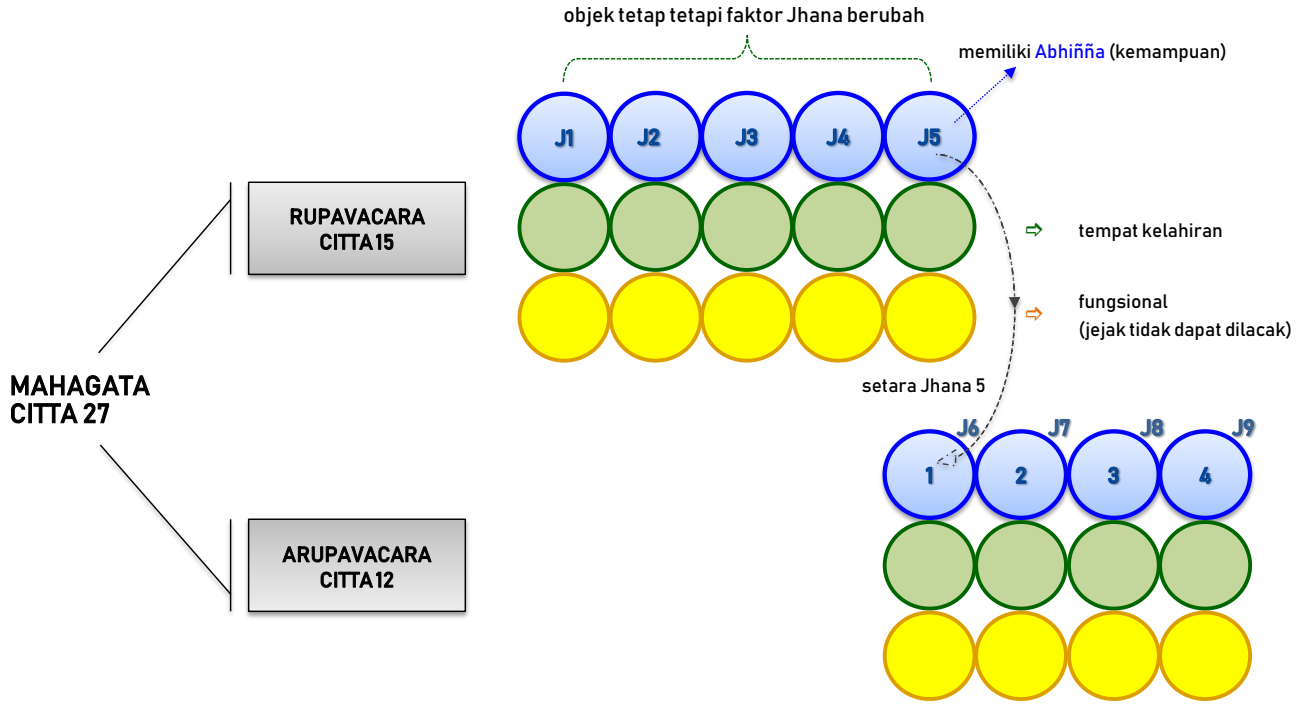 objek tetap tetapi faktor Jhana berubah
memiliki Abhiñña (kemampuan)
J1 J2 J3 J4 J5
RUPAVACARA
CITTA 15
tempat kelahiran
fungsional
(jejak tidak dapat dilacak)
MAHAGATA
CITTA 27
setara Jhana 5
J6 J7 J8 J9
1 2 3 4
ARUPAVACARA
CITTA 12